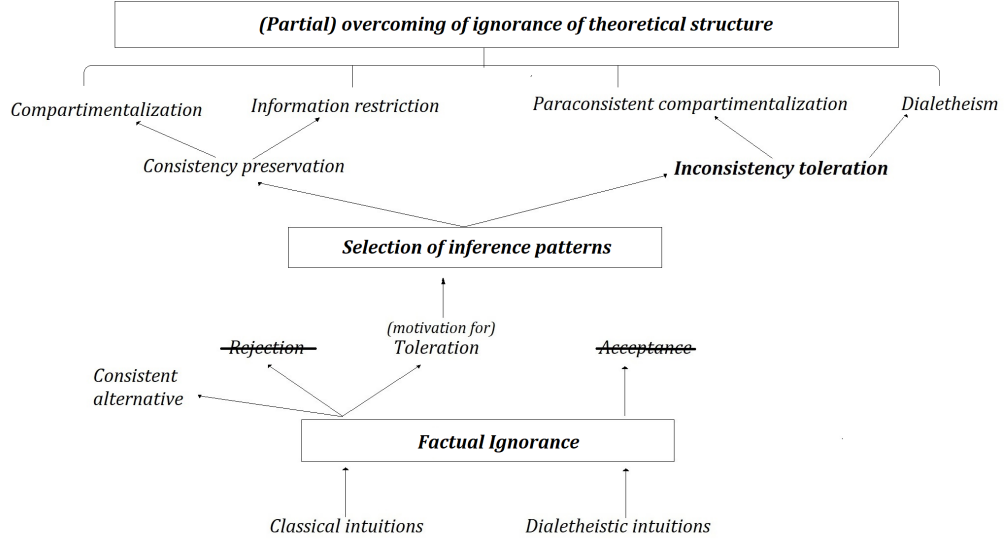 (Partial) overcoming of ignorance of theoretical structure
Compartimentalization
Information restriction
Paraconsistent compartimentalization
Dialetheism
Consistency preservation
Inconsistency toleration
Selection of inference patterns
(motivation for)
Rejection
Toleration
Acceptance
Consistent
alternative
Factual Ignorance
Classical intuitions
Dialetheistic intuitions